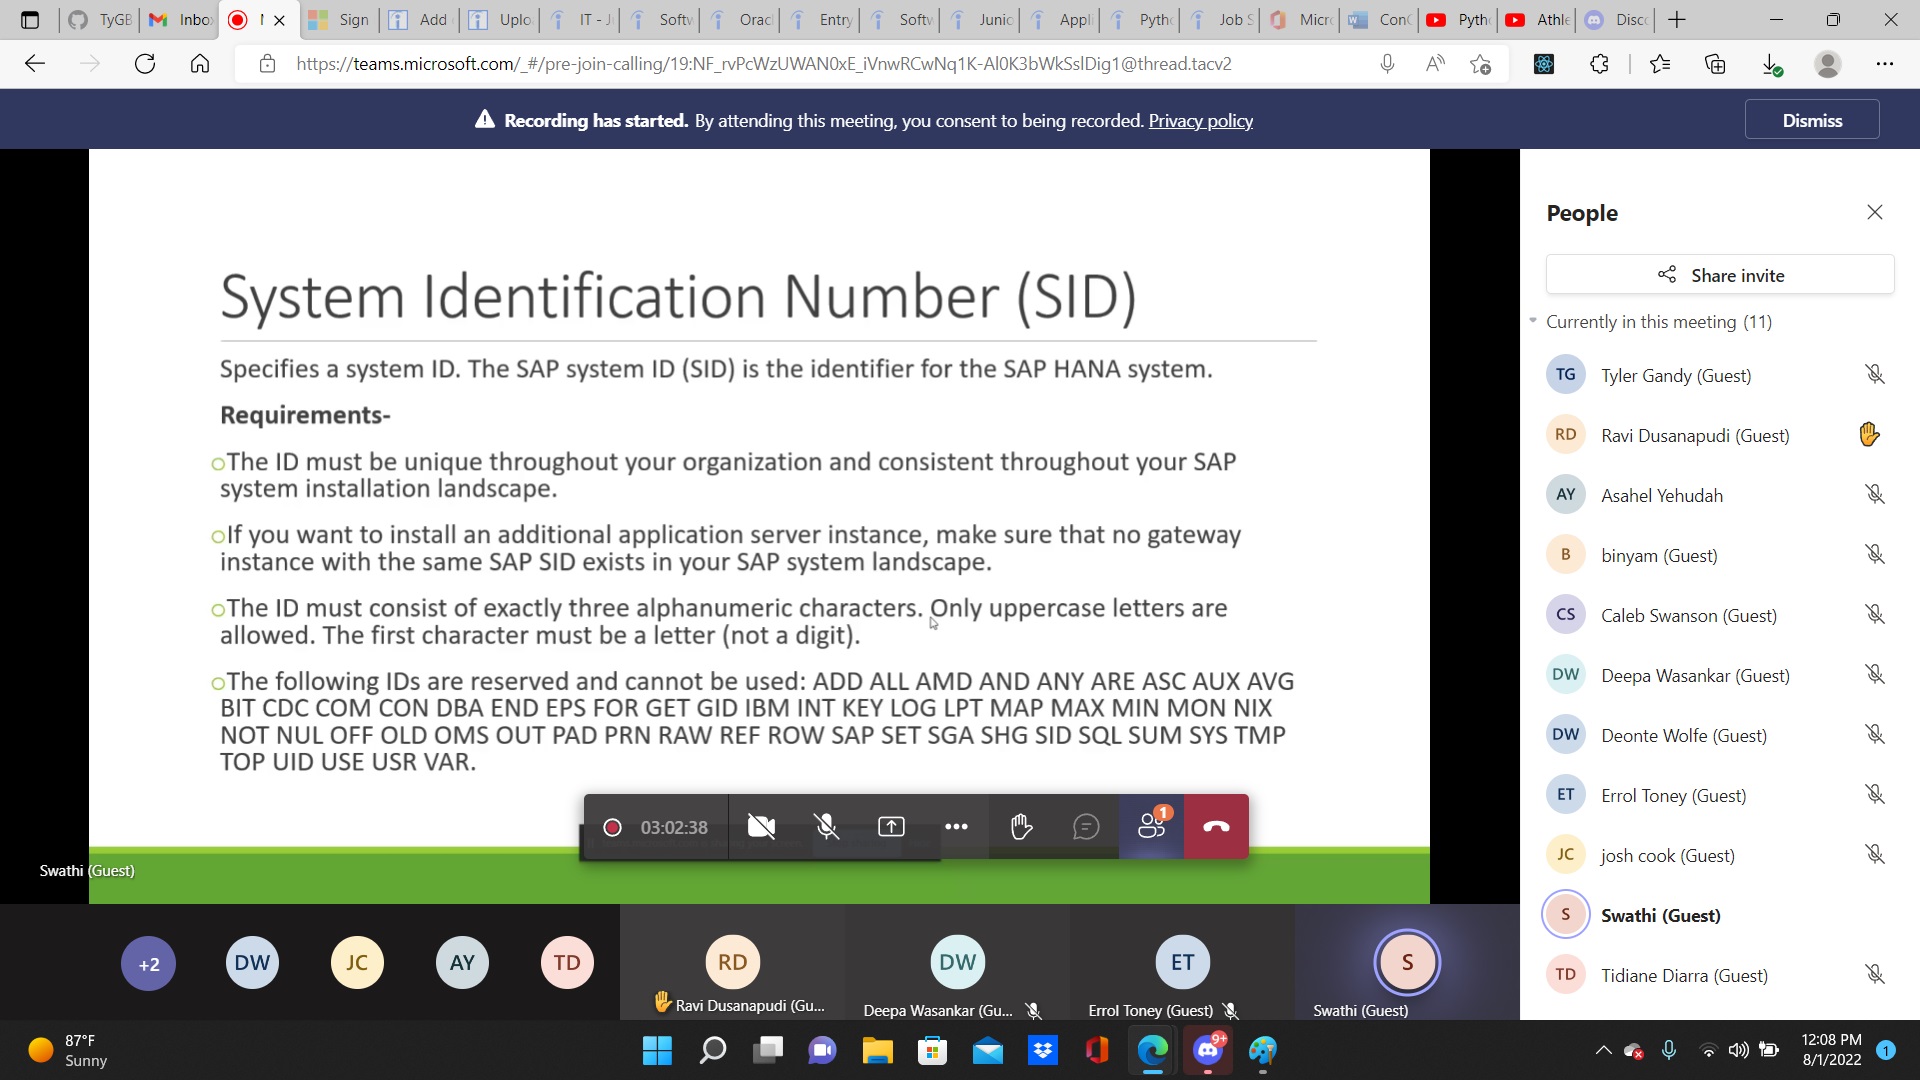 TyGB
Inbo
Sign
Add
Uplo
IT - J
Softw
Orac
Entry
Softw
Junio
Appli
Pytho
Job S
Micro
Con
Pyth
Athle
Disco
https://teams.microsoft.com/_#/pre-join-calling/19:NF_rvPcWzUWAN0xE_iVnwRCwNq1K-Al0K3bWkSslDig1@thread.tacv2
Recording has started. By attending this meeting, you consent to being recorded. Privacy policy
Dismiss
System Identification Number (SID)
Specifies a system ID. The SAP system ID (SID) is the identifier for the SAP HANA system.
Requirements-
oThe ID must be unique throughout your organization and consistent throughout your SAP
system installation landscape.
oIf you want to install an additional application server instance, make sure that no gateway
instance with the same SAP SID exists in your SAP system landscape.
oThe ID must consist of exactly three alphanumeric characters. Only uppercase letters are
allowed. The first character must be a letter (not a digit).
oThe following IDs are reserved and cannot be used: ADD ALL AMD AND ANY ARE ASC AUX AVG
BIT CDC COM CON DBA END EPS FOR GET GID IBM INT KEY LOG LPT MAP MAX MIN MON NIX
NOT NUL OFF OLD OMS OUT PAD PRN RAW REF ROW SAP SET SGA SHG SID SQL SUM SYS TMP
TOP UID USE USR VAR.
03:02:38
1
Swathi (Guest)
People
Share invite
Currently in this meeting (11)
TG Tyler Gandy (Guest)
RD Ravi Dusanapudi (Guest)
AY Asahel Yehudah
B binyam (Guest)
CS Caleb Swanson (Guest)
DW Deepa Wasankar (Guest)
DW Deonte Wolfe (Guest)
ET Errol Toney (Guest)
JC josh cook (Guest)
S Swathi (Guest)
TD Tidiane Diarra (Guest)
+2 DW JC AY TD RD DW ET S
Ravi Dusanapudi (Gu...
Deepa Wasankar (Gu...
Errol Toney (Guest)
Swathi (Guest)
87°F
Sunny
9+
12:08 PM
8/1/2022
1